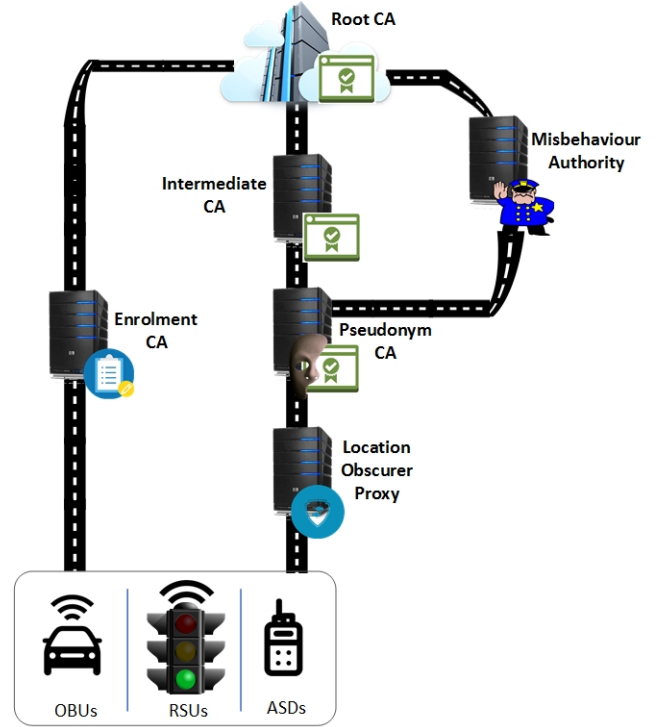 Root CA
Misbehaviour
Authority
Intermediate
CA
Enrolment
CA
Pseudonym
CA
Location
Obscurer
Proxy
OBUs
RSUs
ASDs